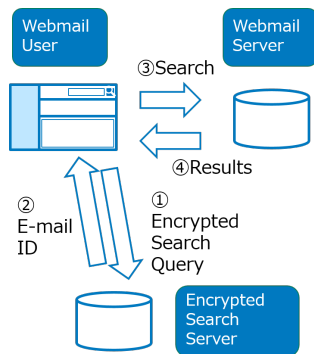 Webmail
User
Webmail
Server
③Search
④Results
②
E-mail
ID
①
Encrypted
Search
Query
Encrypted
Search
Server